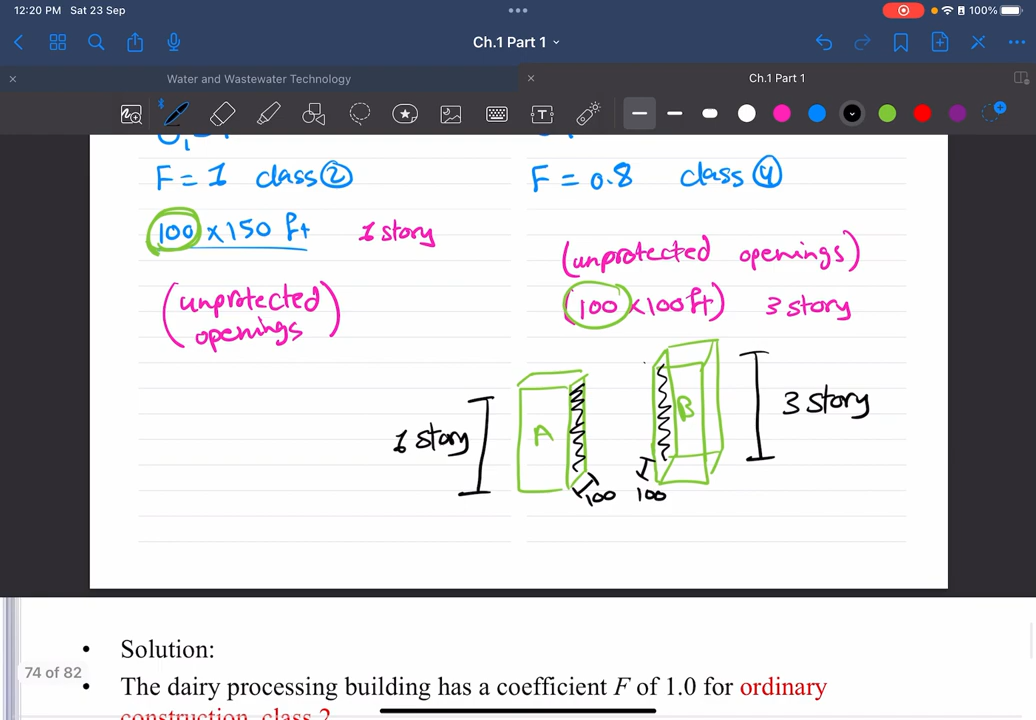 12:20 PM Sat 23 Sep
100%
Ch.1 Part 1
Water and Wastewater Technology
Ch.1 Part 1
F = 1 class 2
100 × 150 ft 1 story
(unprotected openings)
F = 0.8 class 4
(unprotected openings)
(100 × 100 ft) 3 story
1 story
A
100
100
B
3 story
• Solution:
74 of 82
• The dairy processing building has a coefficient F of 1.0 for ordinary
construction, class 2